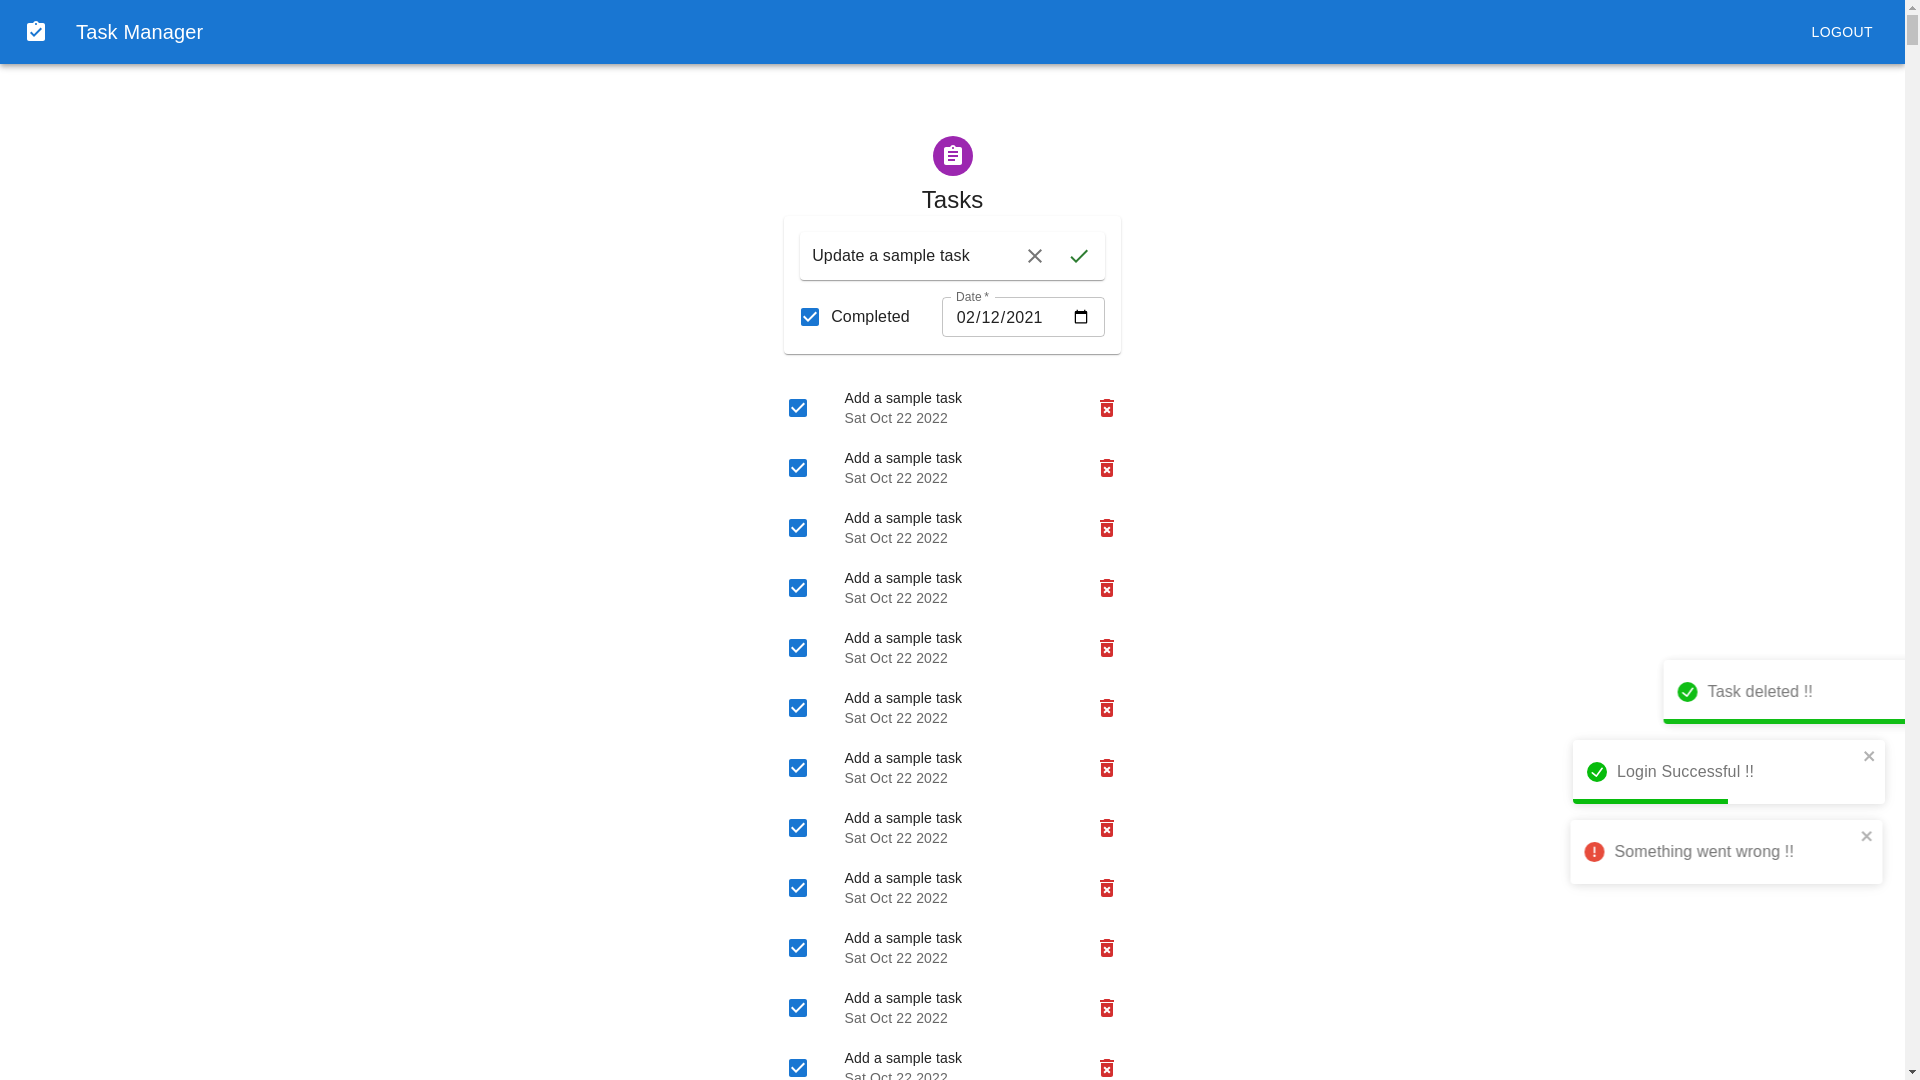 Task Manager
LOGOUT
Tasks
Update a sample task
Date *
Completed
02/12/2021
Add a sample task
Sat Oct 22 2022
Add a sample task
Sat Oct 22 2022
Add a sample task
Sat Oct 22 2022
Add a sample task
Sat Oct 22 2022
Add a sample task
Sat Oct 22 2022
Add a sample task
Sat Oct 22 2022
Add a sample task
Sat Oct 22 2022
Add a sample task
Sat Oct 22 2022
Add a sample task
Sat Oct 22 2022
Add a sample task
Sat Oct 22 2022
Add a sample task
Sat Oct 22 2022
Add a sample task
Sat Oct 22 2022
Task deleted !!
Login Successful !!
Something went wrong !!